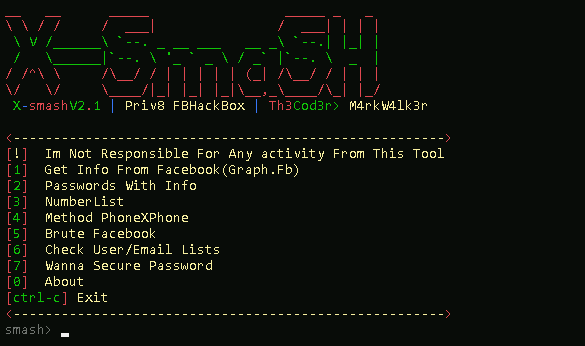 X-SmaSH
X-smashV2.1 | Priv8 FBHackBox | Th3Cod3r> M4rkW4lk3r
<------------------------------------------------------>
[!] Im Not Responsible For Any activity From This Tool
[1] Get Info From Facebook(Graph.Fb)
[2] Passwords With Info
[3] NumberList
[4] Method PhoneXPhone
[5] Brute Facebook
[6] Check User/Email Lists
[7] Wanna Secure Password
[0] About
[ctrl-c] Exit
<------------------------------------------------------>
smash>